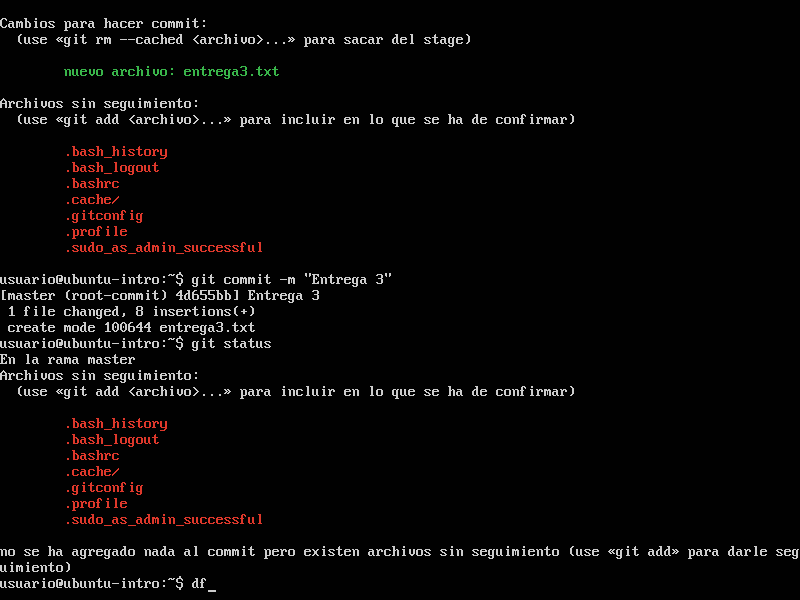 Cambios para hacer commit:
  (use «git rm --cached <archivo>...» para sacar del stage)
        nuevo archivo: entrega3.txt
Archivos sin seguimiento:
  (use «git add <archivo>...» para incluir en lo que se ha de confirmar)
        .bash_history
        .bash_logout
        .bashrc
        .cache/
        .gitconfig
        .profile
        .sudo_as_admin_successful
usuario@ubuntu-intro:~$ git commit -m "Entrega 3"
[master (root-commit) 4d655bb] Entrega 3
 1 file changed, 8 insertions(+)
 create mode 100644 entrega3.txt
usuario@ubuntu-intro:~$ git status
En la rama master
Archivos sin seguimiento:
  (use «git add <archivo>...» para incluir en lo que se ha de confirmar)
        .bash_history
        .bash_logout
        .bashrc
        .cache/
        .gitconfig
        .profile
        .sudo_as_admin_successful
no se ha agregado nada al commit pero existen archivos sin seguimiento (use «git add» para darle seg
uimiento)
usuario@ubuntu-intro:~$ df_